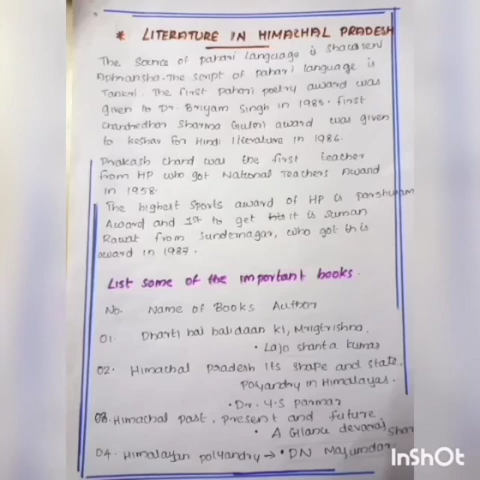 * LITERATURE IN HIMACHAL PRADESH
The Source of pahari language is Shaurseni
Apbhansha. The script of pahari language is
Tankri. The first Pahari poetry award was
given to Dr. Briyam Singh in 1985. first
Chandredhar Sharma Guleri award was given
to keshav for Hindi literature in 1986.
Prakash chand was the first teacher
from HP who got National Teachers Award
in 1958.
The highest sports award of HP is parshuram
Award and 1st to get it is Suman
Rawat from Sundernagar, who got this
award in 1987.
List some of the important books.
No. Name of Books Author
01. Dharti hai balidaan ki, Mrigtrishna,
• Lajo shanta kumar
02. Himachal pradesh its shape and state,
Polyandry in Himalayas.
• Dr. Y.S parmar
03. Himachal past, present and future
• A Gilanu devaraj Shar
04. Himalayan polyandry → • DN Majumdar
InShOt